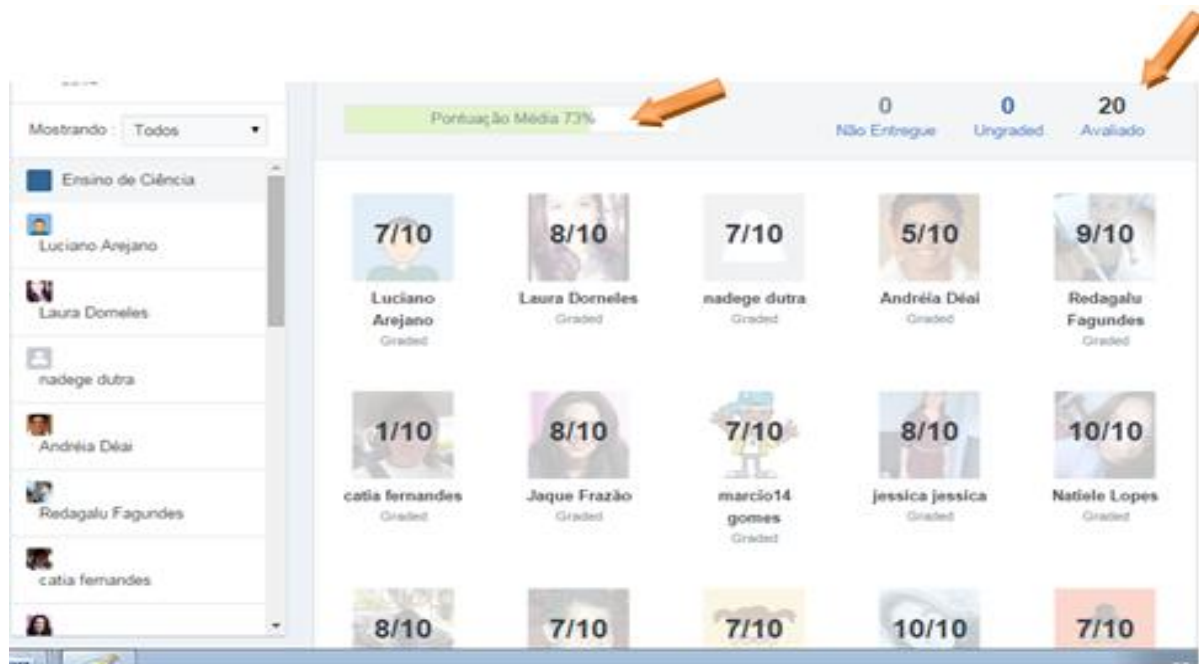 Mostrando : Todos
Ensino de Ciência
Luciano Arejano
Laura Dorneles
nadege dutra
Andréia Déai
Redagalu Fagundes
catia fernandes
Pontuação Média 73%
0 0 20
Não Entregue Ungraded Avaliado
7/10 8/10 7/10 5/10 9/10
Luciano Laura Dorneles nadege dutra Andréia Déai Redagalu
Arejano Graded Graded Graded Fagundes
Graded Graded
1/10 8/10 7/10 8/10 10/10
catia fernandes Jaque Frazão marcio14 jessica jessica Natiele Lopes
Graded Graded gomes Graded Graded
Graded
8/10 7/10 7/10 10/10 7/10